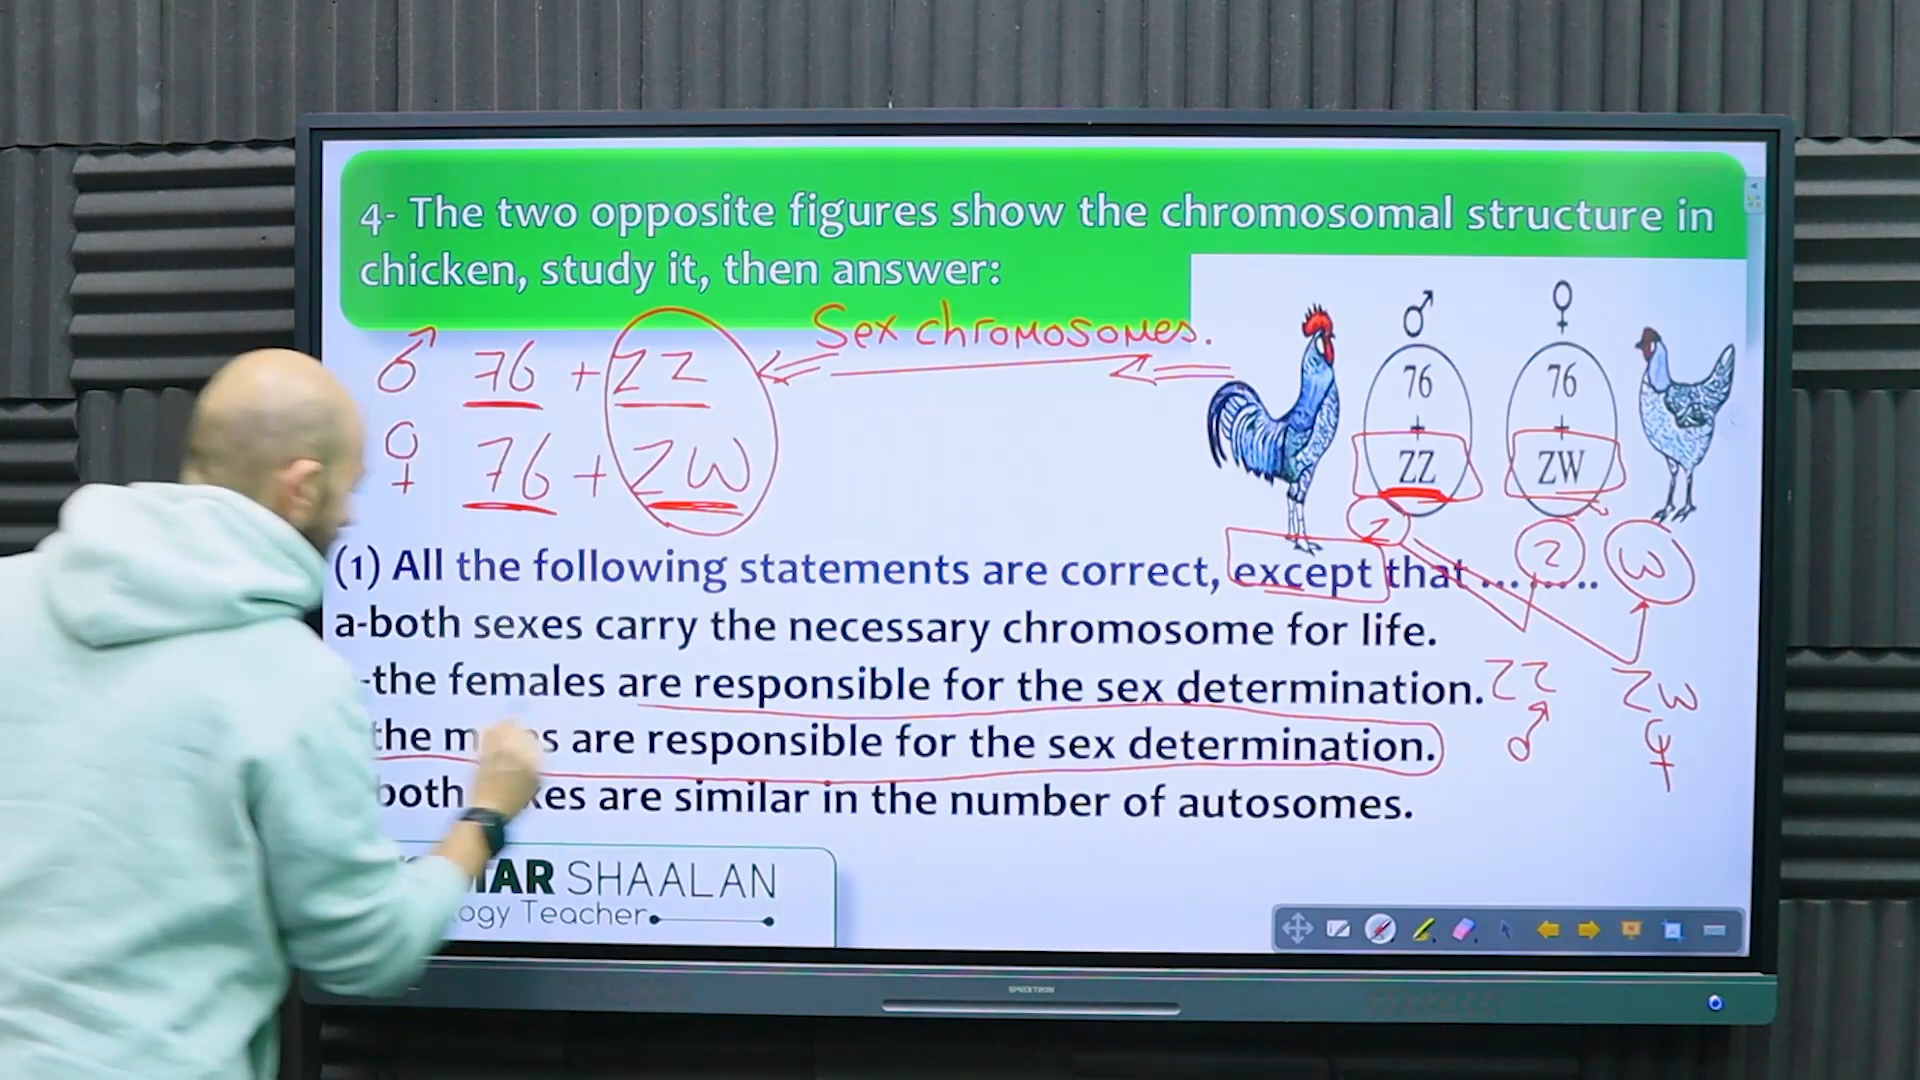 4- The two opposite figures show the chromosomal structure in
chicken, study it, then answer:
Sex chromosomes.
♂ 76 + ZZ
♀ 76 + ZW
♂ ♀
76 76
+ +
ZZ ZW
Z Z W
(1) All the following statements are correct, except that .........
a-both sexes carry the necessary chromosome for life.
-the females are responsible for the sex determination.
the are responsible for the sex determination.
both are similar in the number of autosomes.
ZZ ZW
♂ ♀
SHAALAN
Teacher
SPECKTRON